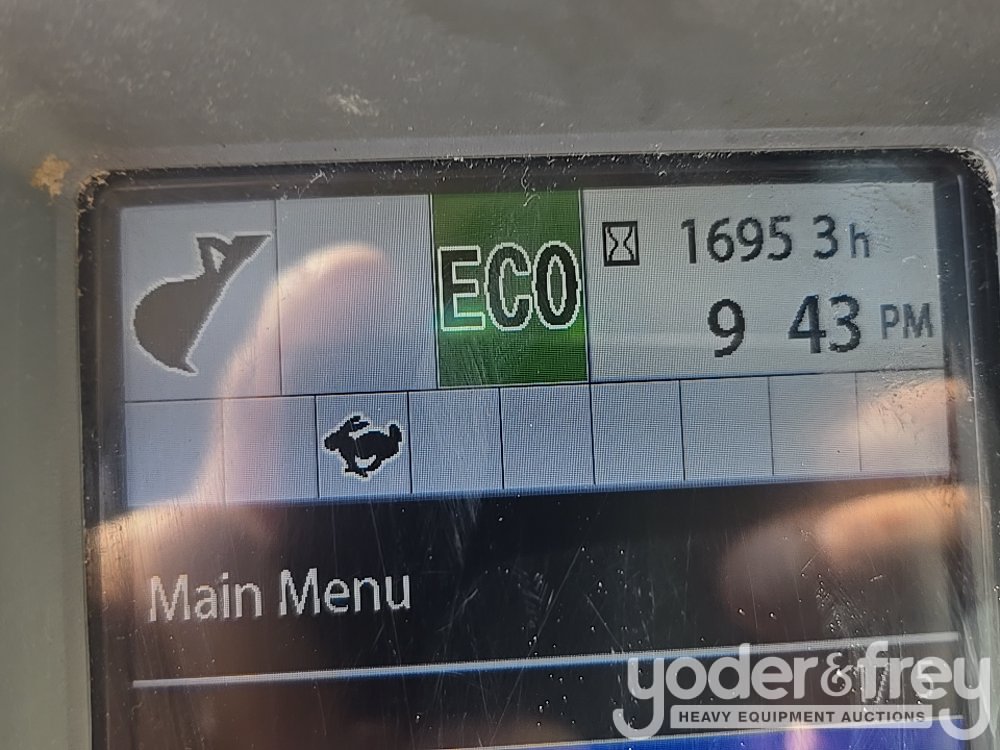 ECO
1695 3 h
9 43 PM
Main Menu
yoder&frey
HEAVY EQUIPMENT AUCTIONS